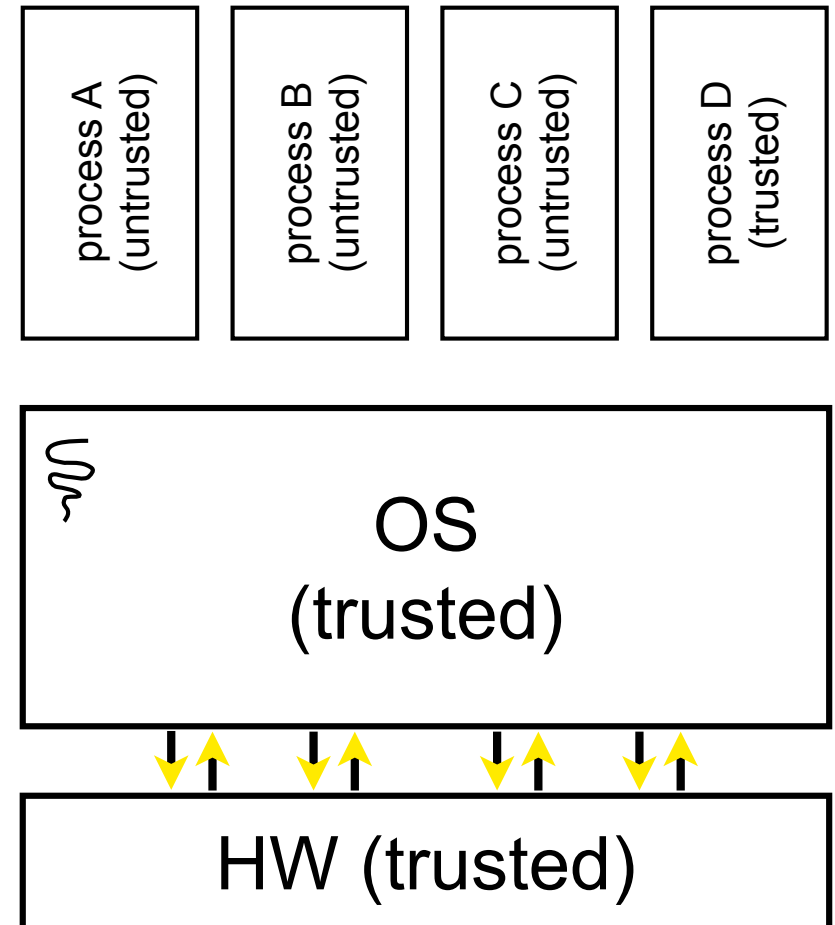 process A
(untrusted)
process B
(untrusted)
process C
(untrusted)
process D
(trusted)
OS
(trusted)
HW (trusted)